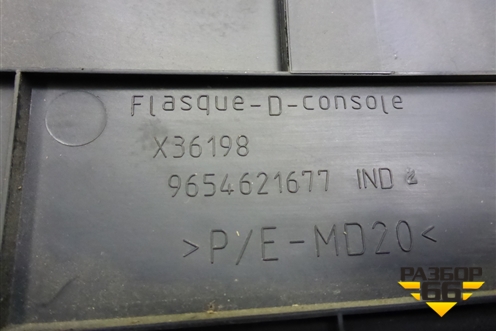 Flasque-D-console
X36198
9654621677 IND
>P/E-MD20<
РАЗБОР
66